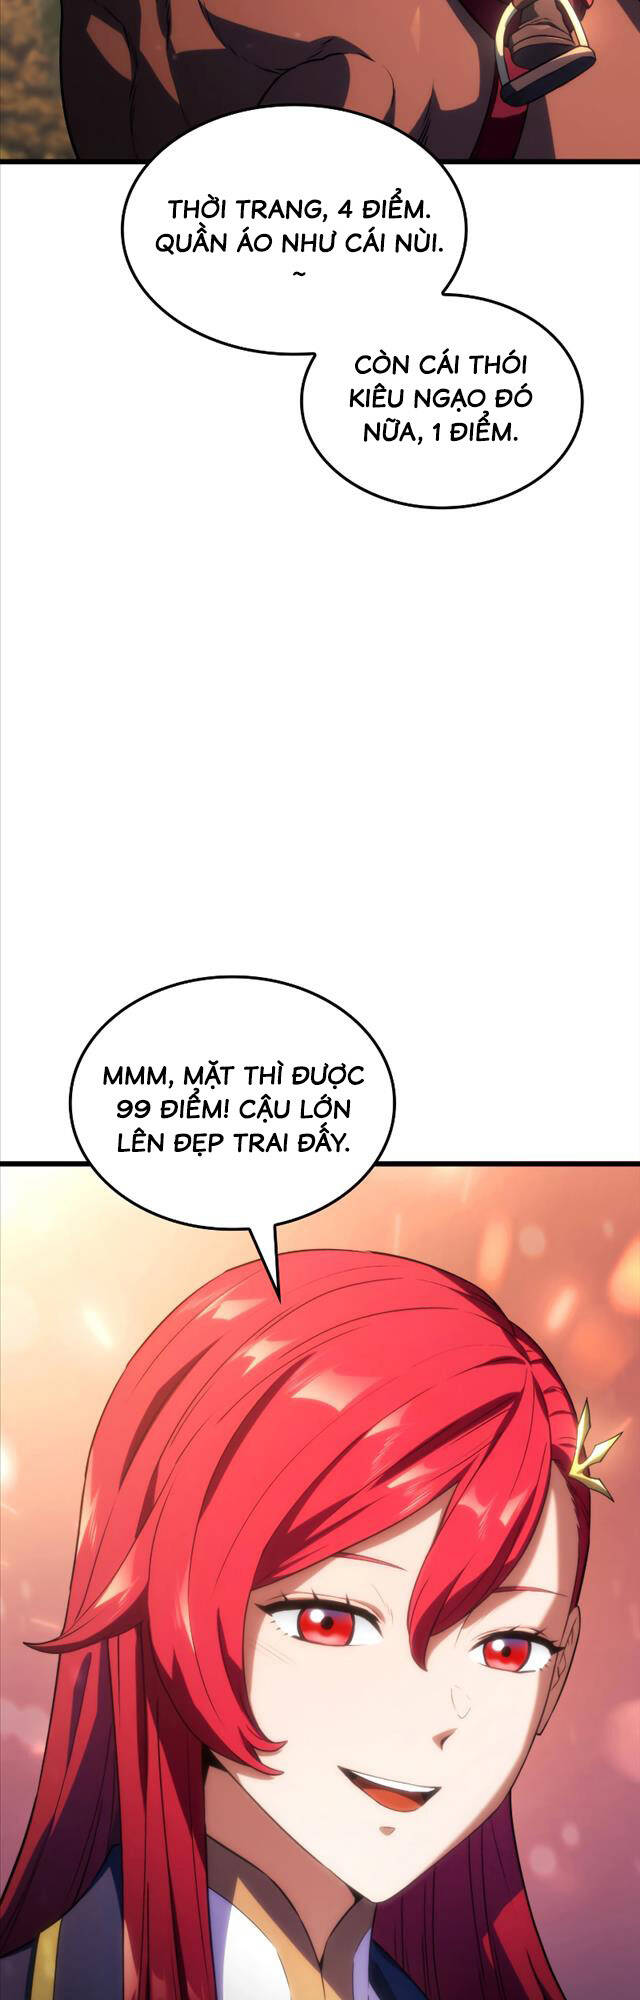 THỜI TRANG, 4 ĐIỂM.
QUẦN ÁO NHƯ CÁI NÙI.
~
CÒN CÁI THÓI
KIÊU NGẠO ĐÓ
NỮA, 1 ĐIỂM.
MMM, MẶT THÌ ĐƯỢC
99 ĐIỂM! CẬU LỚN
LÊN ĐẸP TRAI ĐẤY.